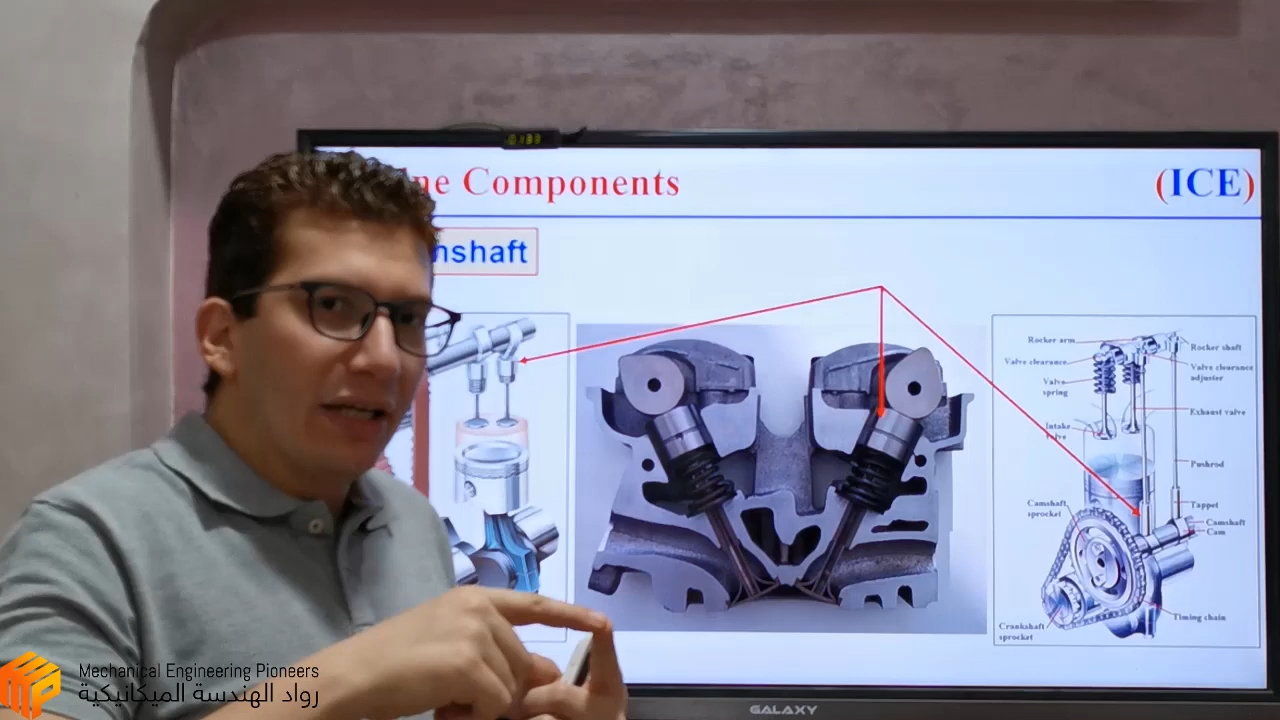 ne Components
(ICE)
mshaft
Rocker arm
Rocker shaft
Valve clearance
Valve clearance
adjuster
Valve
spring
Exhaust valve
Intake
valve
Pushrod
Tappet
Camshaft
sprocket
Camshaft
Cam
Timing chain
Crankshaft
sprocket
GALAXY
Mechanical Engineering Pioneers
رواد الهندسة الميكانيكية